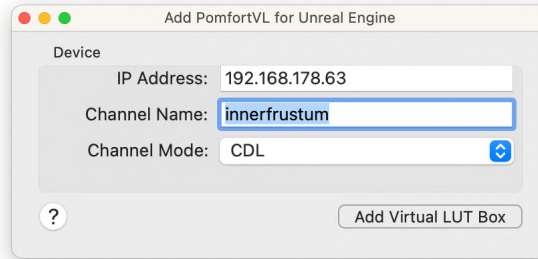 Add PomfortVL for Unreal Engine
Device
IP Address: 192.168.178.63
Channel Name: innerfrustum
Channel Mode: CDL
? Add Virtual LUT Box